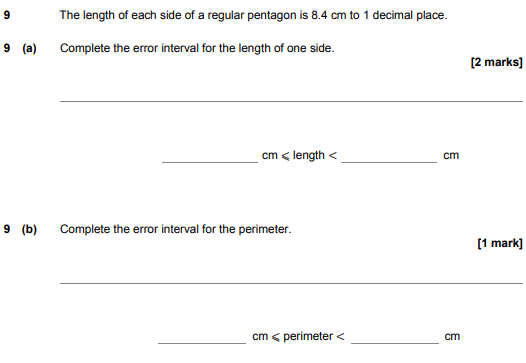 9 The length of each side of a regular pentagon is 8.4 cm to 1 decimal place.
9 (a) Complete the error interval for the length of one side.
[2 marks]
cm ⩽ length < cm
9 (b) Complete the error interval for the perimeter.
[1 mark]
cm ⩽ perimeter < cm